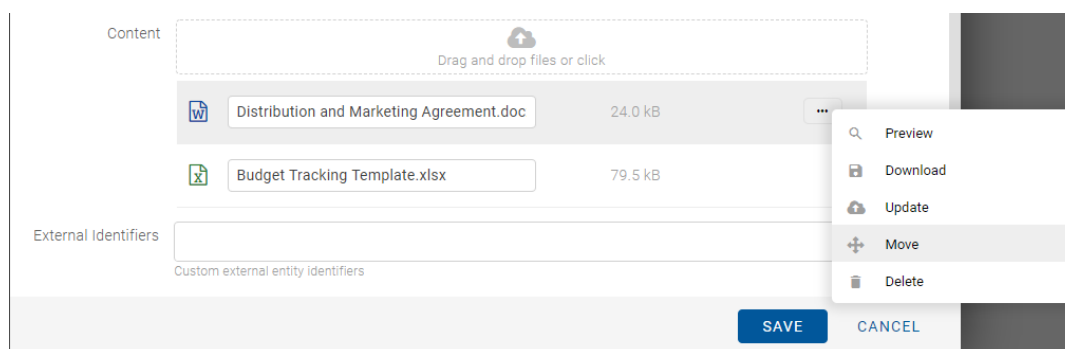 Content
Drag and drop files or click
Distribution and Marketing Agreement.doc
24.0 kB
Budget Tracking Template.xlsx
79.5 kB
Preview
Download
Update
Move
Delete
External Identifiers
Custom external entity identifiers
SAVE
CANCEL